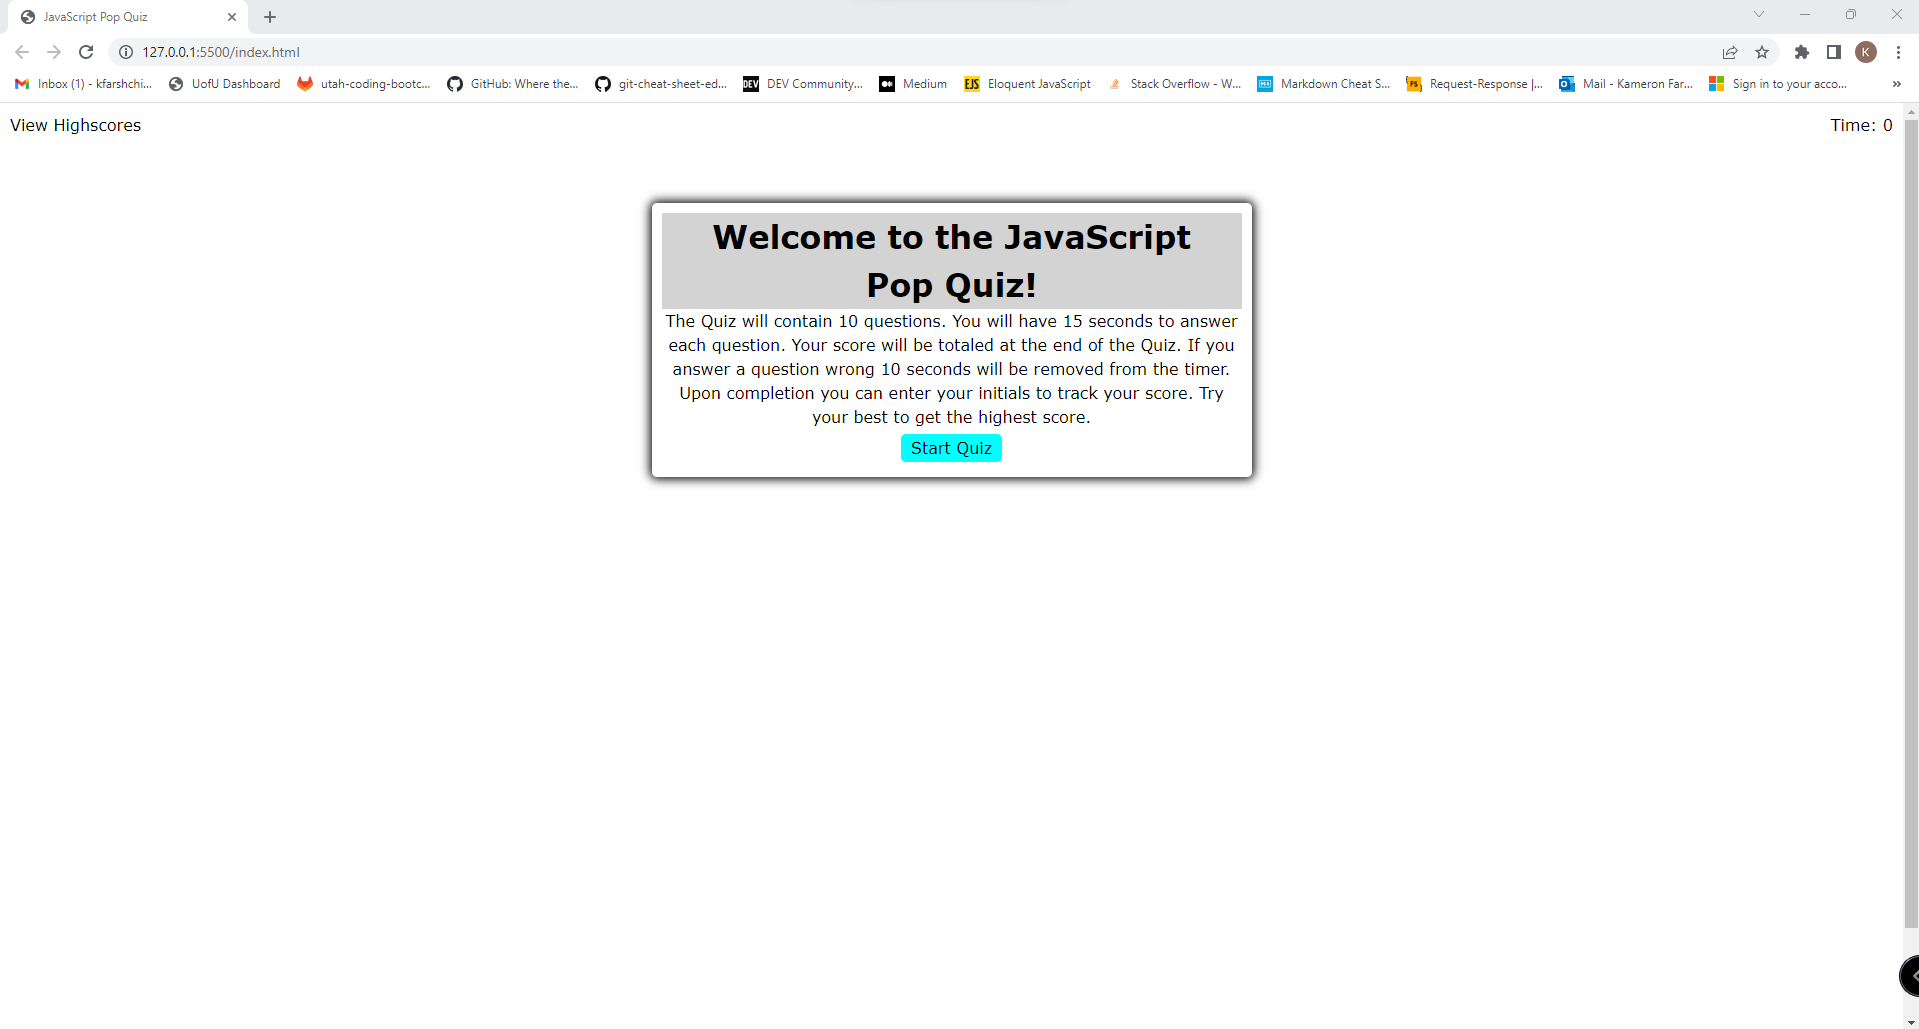 JavaScript Pop Quiz
127.0.0.1:5500/index.html
K
Inbox (1) - kfarshchi... UofU Dashboard utah-coding-bootc... GitHub: Where the... git-cheat-sheet-ed... DEV DEV Community,... Medium EJS Eloquent JavaScript Stack Overflow - W... Markdown Cheat S... FS Request-Response |... Mail - Kameron Far... Sign in to your acco... »
View Highscores Time: 0
Welcome to the JavaScript
Pop Quiz!
The Quiz will contain 10 questions. You will have 15 seconds to answer
each question. Your score will be totaled at the end of the Quiz. If you
answer a question wrong 10 seconds will be removed from the timer.
Upon completion you can enter your initials to track your score. Try
your best to get the highest score.
Start Quiz